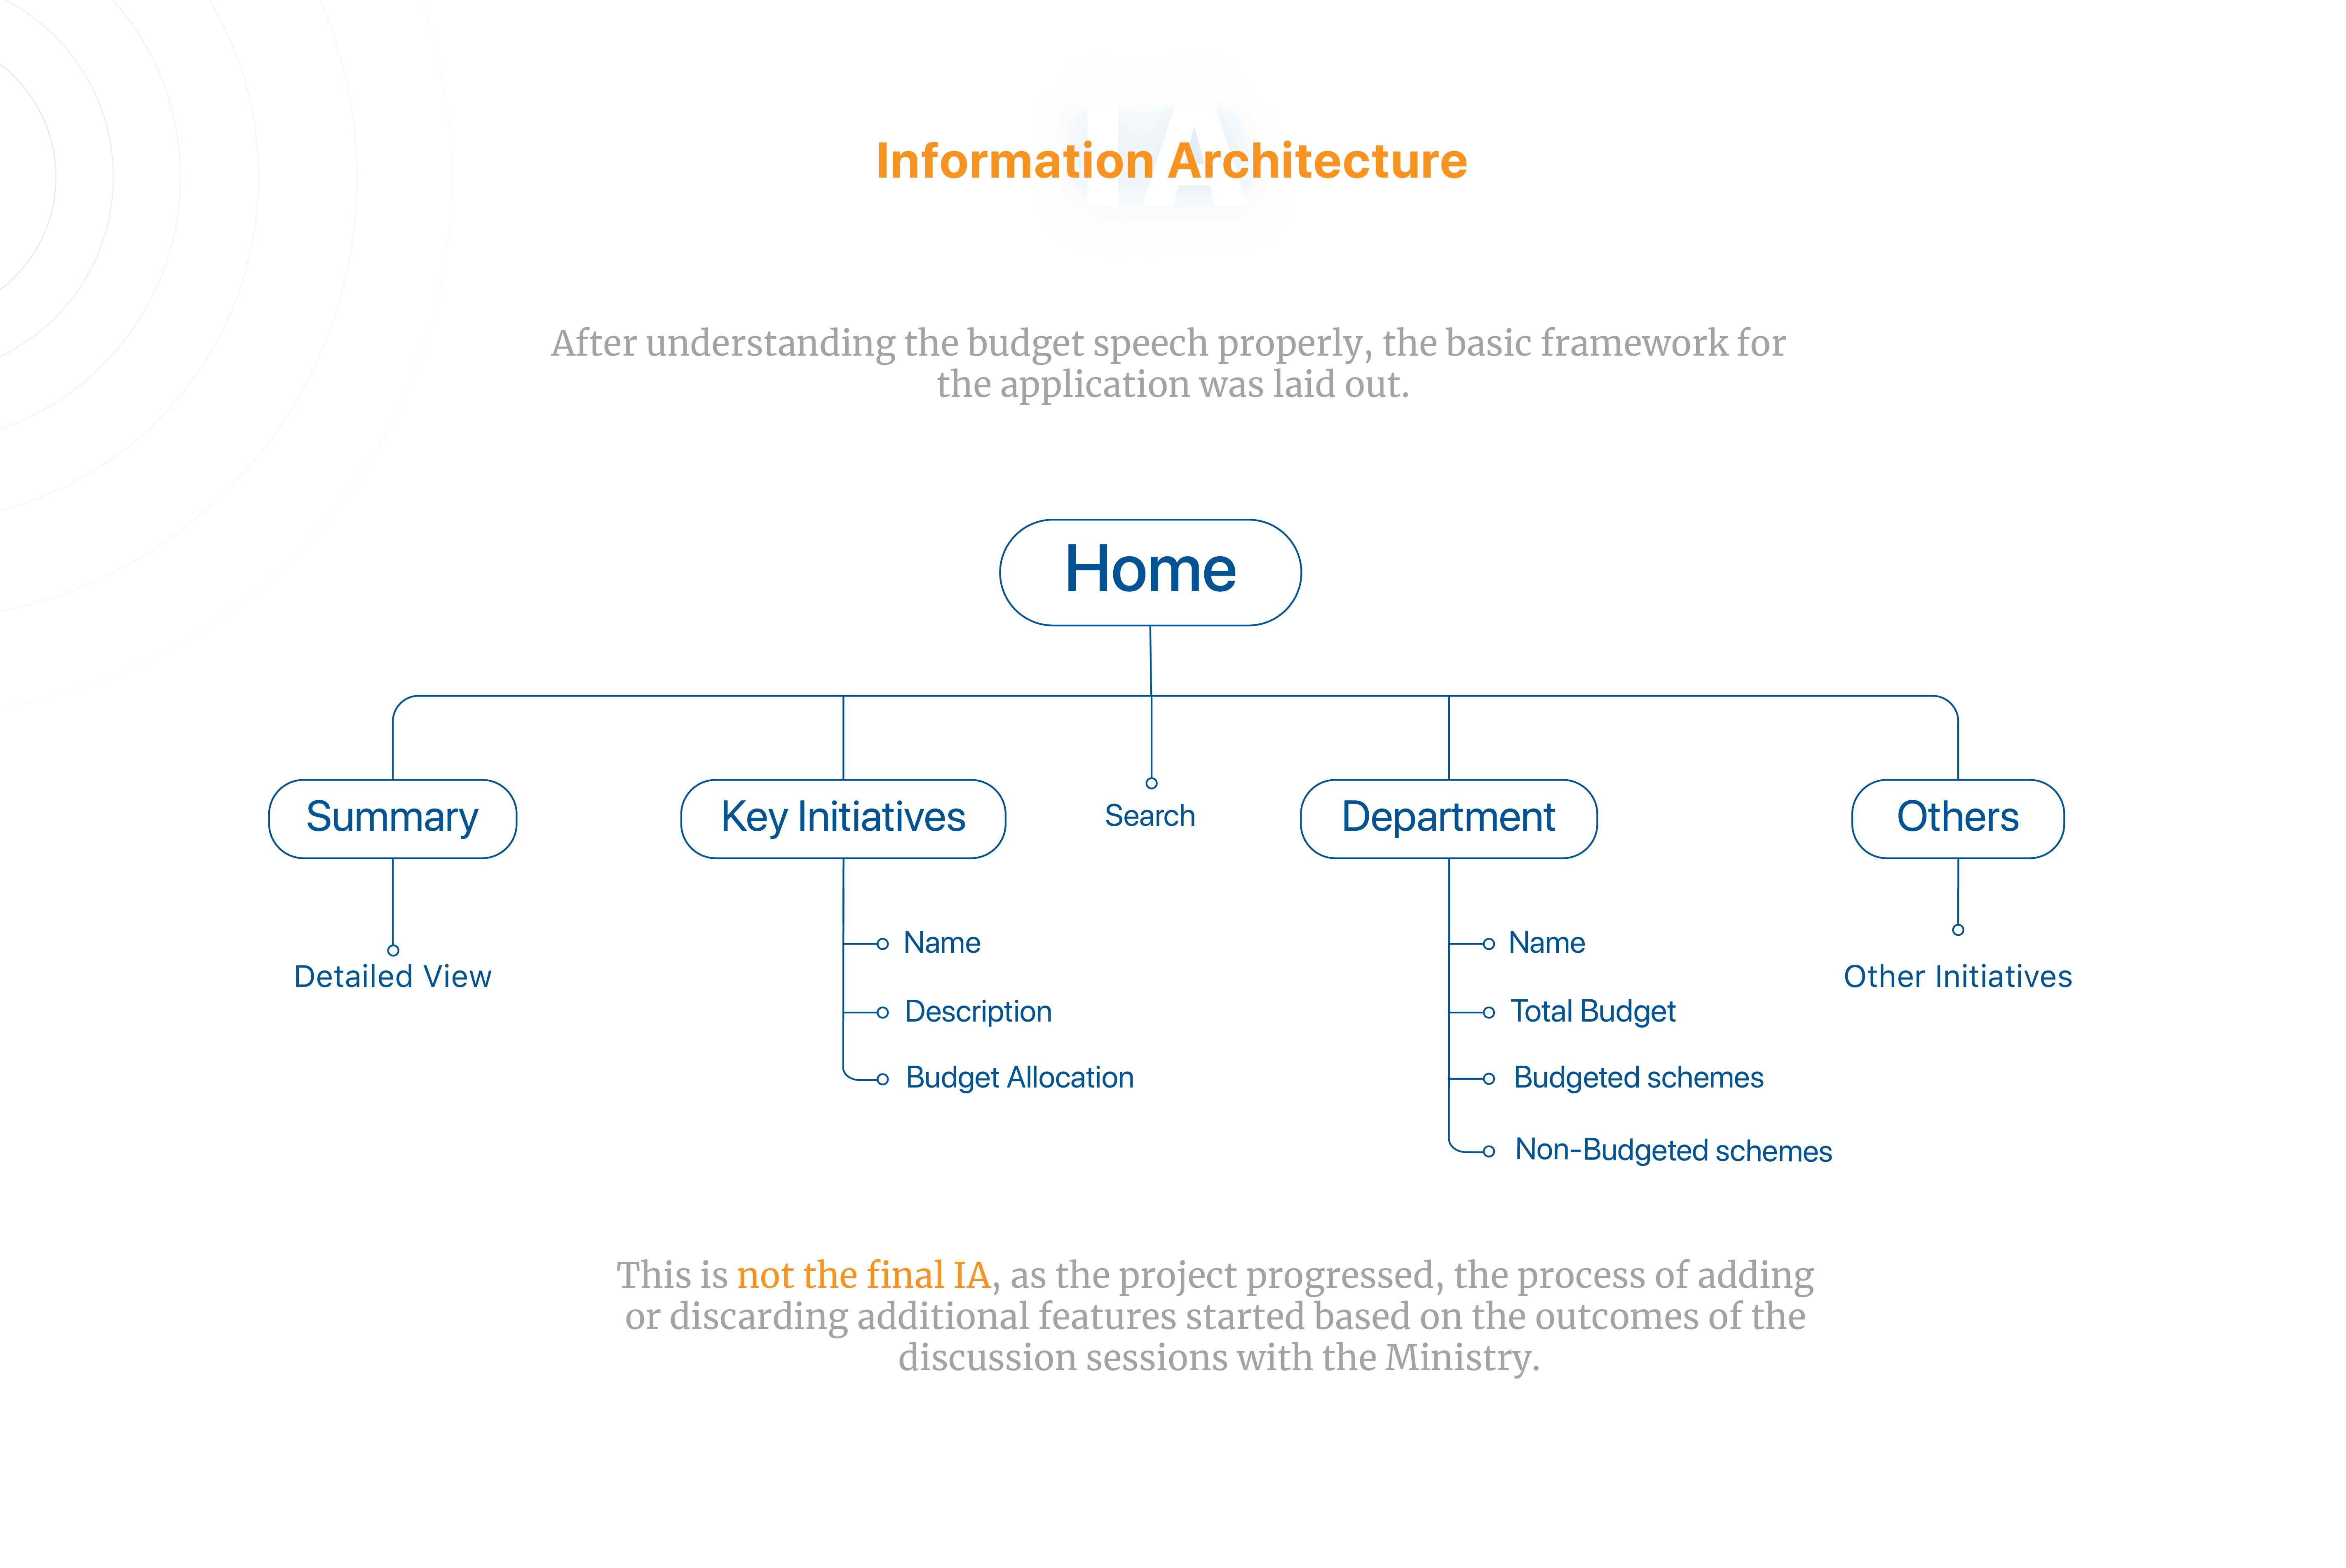 IA
Information Architecture
After understanding the budget speech properly, the basic framework for
the application was laid out.
Home
Summary
Key Initiatives
Search
Department
Others
Detailed View
Name
Description
Budget Allocation
Name
Total Budget
Budgeted schemes
Non-Budgeted schemes
Other Initiatives
This is not the final IA, as the project progressed, the process of adding
or discarding additional features started based on the outcomes of the
discussion sessions with the Ministry.